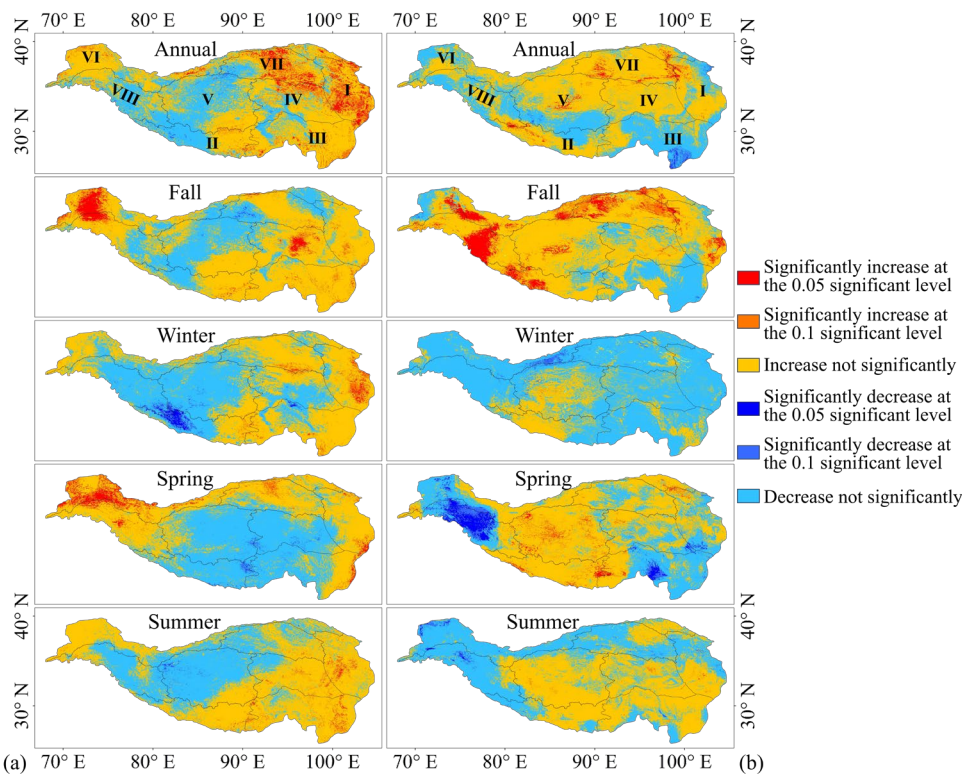 70° E 80° E 90° E 100° E 70° E 80° E 90° E 100° E
40° N
30° N
Annual
VI
VII
VIII
V
IV
I
II
III
Annual
VI
VII
VIII
V
IV
I
II
III
40° N
30° N
Fall
Fall
Winter
Winter
Spring
Spring
Summer
Summer
40° N
30° N
40° N
30° N
Significantly increase at
the 0.05 significant level
Significantly increase at
the 0.1 significant level
Increase not significantly
Significantly decrease at
the 0.05 significant level
Significantly decrease at
the 0.1 significant level
Decrease not significantly
(a) 70° E 80° E 90° E 100° E 70° E 80° E 90° E 100° E (b)